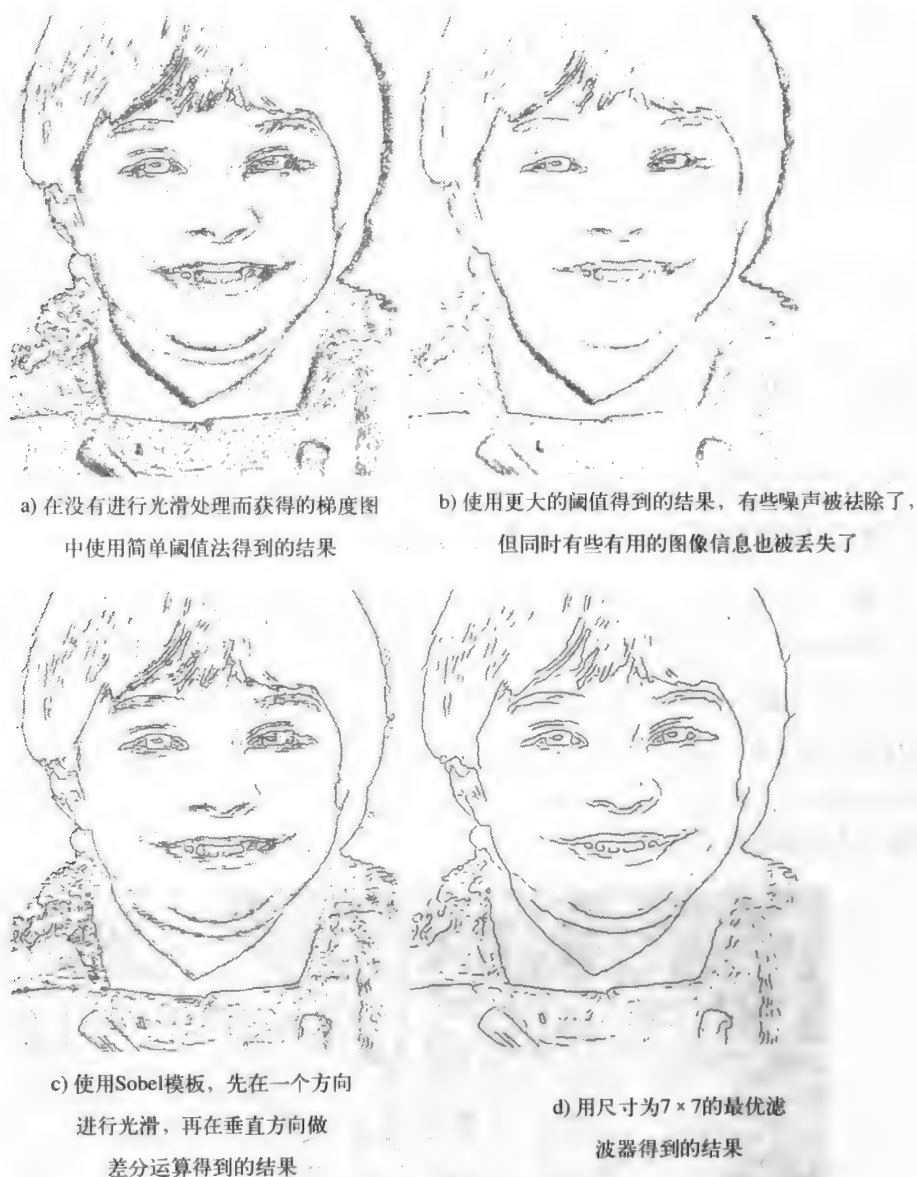 a) 在没有进行光滑处理而获得的梯度图
中使用简单阈值法得到的结果
b) 使用更大的阈值得到的结果，有些噪声被祛除了，
但同时有些有用的图像信息也被丢失了
c) 使用Sobel模板，先在一个方向
进行光滑，再在垂直方向做
差分运算得到的结果
d) 用尺寸为7×7的最优滤
波器得到的结果